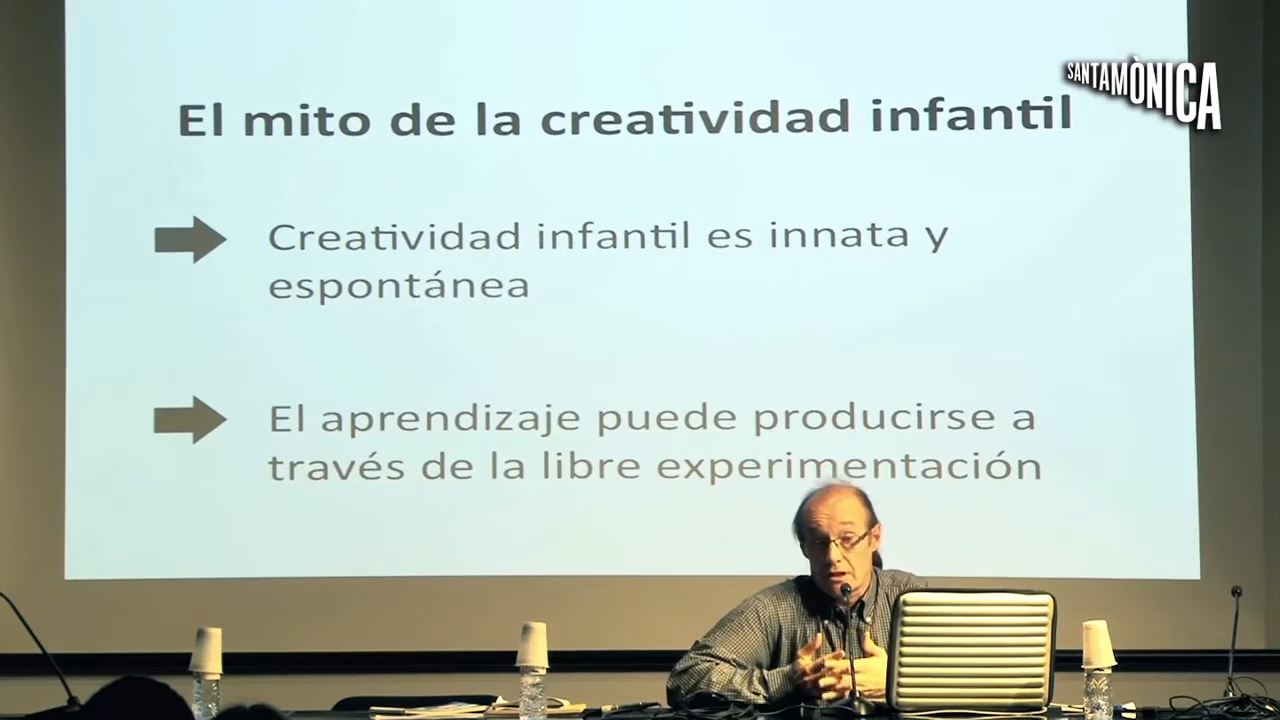 SANTAMÒNICA
El mito de la creatividad infantil
Creatividad infantil es innata y
espontánea
El aprendizaje puede producirse a
través de la libre experimentación